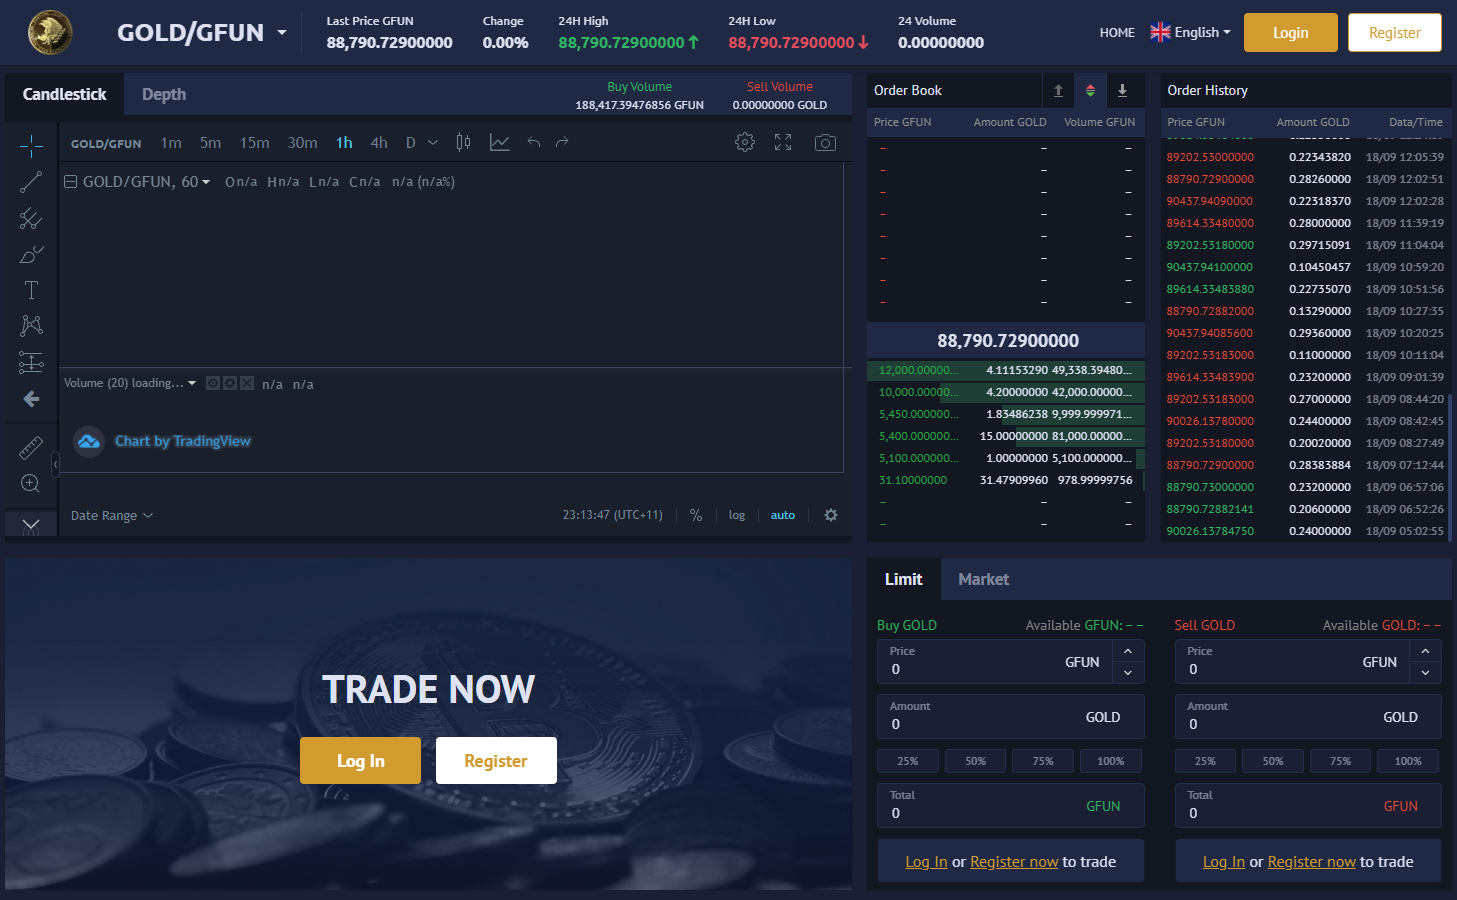 GOLD/GFUN
Last Price GFUN
88,790.72900000
Change
0.00%
24H High
88,790.72900000
24H Low
88,790.72900000
24 Volume
0.00000000
HOME
English
Login
Register
Candlestick
Depth
Buy Volume
188,417.39476856 GFUN
Sell Volume
0.00000000 GOLD
GOLD/GFUN 1m 5m 15m 30m 1h 4h D
GOLD/GFUN, 60 On/a Hn/a Ln/a Cn/a n/a (n/a%)
Volume (20) loading... n/a n/a
Chart by TradingView
Date Range
23:13:47 (UTC+11) % log auto
Order Book
Price GFUN Amount GOLD Volume GFUN
– – –
– – –
– – –
– – –
– – –
– – –
– – –
– – –
88,790.72900000
12,000.00000... 4.11153290 49,338.39480...
10,000.00000... 4.20000000 42,000.00000...
5,450.000000... 1.83486238 9,999.999971...
5,400.000000... 15.00000000 81,000.00000...
5,100.000000... 1.00000000 5,100.000000...
31.10000000 31.47909960 978.99999756
– – –
– – –
Order History
Price GFUN Amount GOLD Data/Time
89202.53000000 0.22343820 18/09 12:05:39
88790.72900000 0.28260000 18/09 12:02:51
90437.94090000 0.22318370 18/09 12:02:28
89614.33480000 0.28000000 18/09 11:39:19
89202.53180000 0.29715091 18/09 11:04:04
90437.94100000 0.10450457 18/09 10:59:20
89614.33483880 0.22735070 18/09 10:51:56
88790.72882000 0.13290000 18/09 10:27:35
90437.94085600 0.29360000 18/09 10:20:25
89202.53183000 0.11000000 18/09 10:11:04
89614.33483900 0.23200000 18/09 09:01:39
89202.53183000 0.27000000 18/09 08:44:20
90026.13780000 0.24400000 18/09 08:42:45
89202.53180000 0.20020000 18/09 08:27:49
88790.72900000 0.28383884 18/09 07:12:44
88790.73000000 0.23200000 18/09 06:57:06
88790.72882141 0.20600000 18/09 06:52:26
90026.13784750 0.24000000 18/09 05:02:55
TRADE NOW
Log In
Register
Limit
Market
Buy GOLD Available GFUN: – –
Price
0 GFUN
Amount
0 GOLD
25% 50% 75% 100%
Total
0 GFUN
Log In or Register now to trade
Sell GOLD Available GOLD: – –
Price
0 GFUN
Amount
0 GOLD
25% 50% 75% 100%
Total
0 GFUN
Log In or Register now to trade